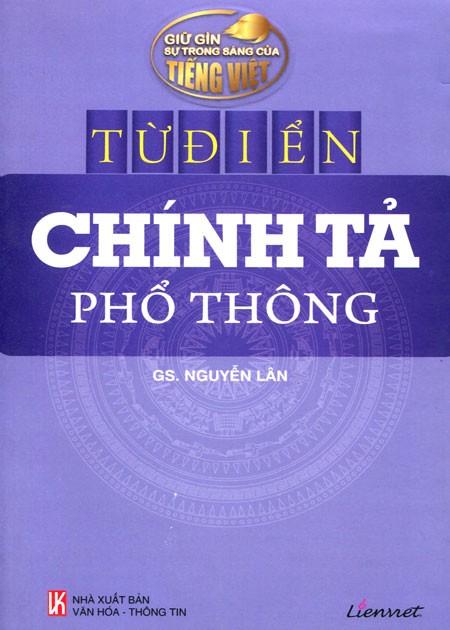 GIỮ GÌN
SỰ TRONG SÁNG CỦA
TIẾNG VIỆT
TỪ ĐIỂN
CHÍNH TẢ
PHỔ THÔNG
GS. NGUYỄN LÂN
NHÀ XUẤT BẢN
VĂN HÓA - THÔNG TIN
Lienviet